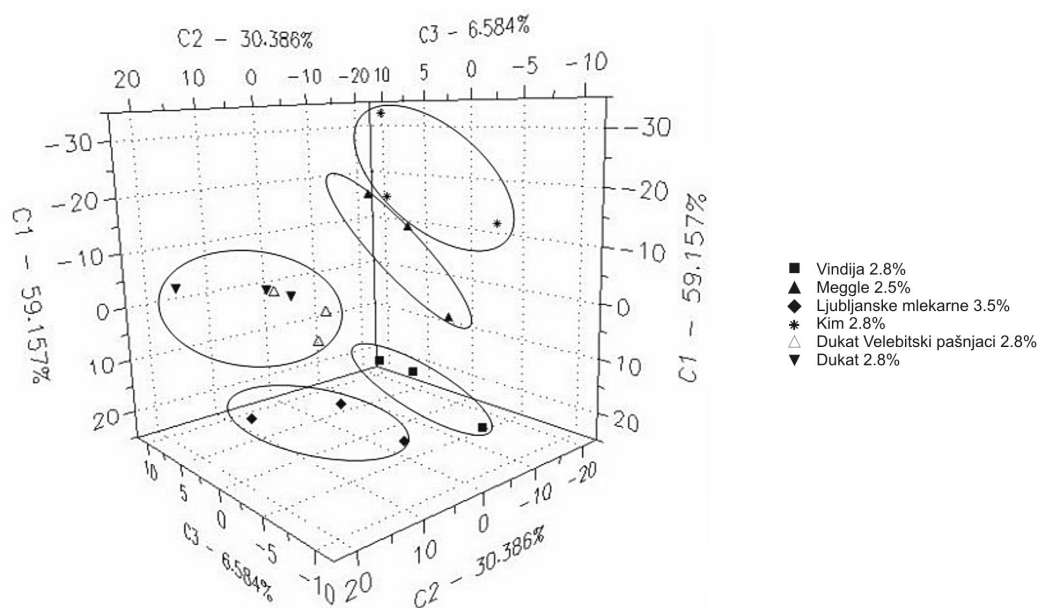 C2 - 30.386%
C3 - 6.584%
20 10 0 -10 -20 10 5 0 -5 -10
-30
-20
-10
0
10
20
C1 - 59.157%
-30
-20
-10
0
10
20
C1 - 59.157%
10
5
0
-5
-10
C3 - 6.584%
20
10
0
-10
-20
C2 - 30.386%
Vindija 2.8%
Meggle 2.5%
Ljubljanske mlekarne 3.5%
Kim 2.8%
Dukat Velebitski pašnjaci 2.8%
Dukat 2.8%